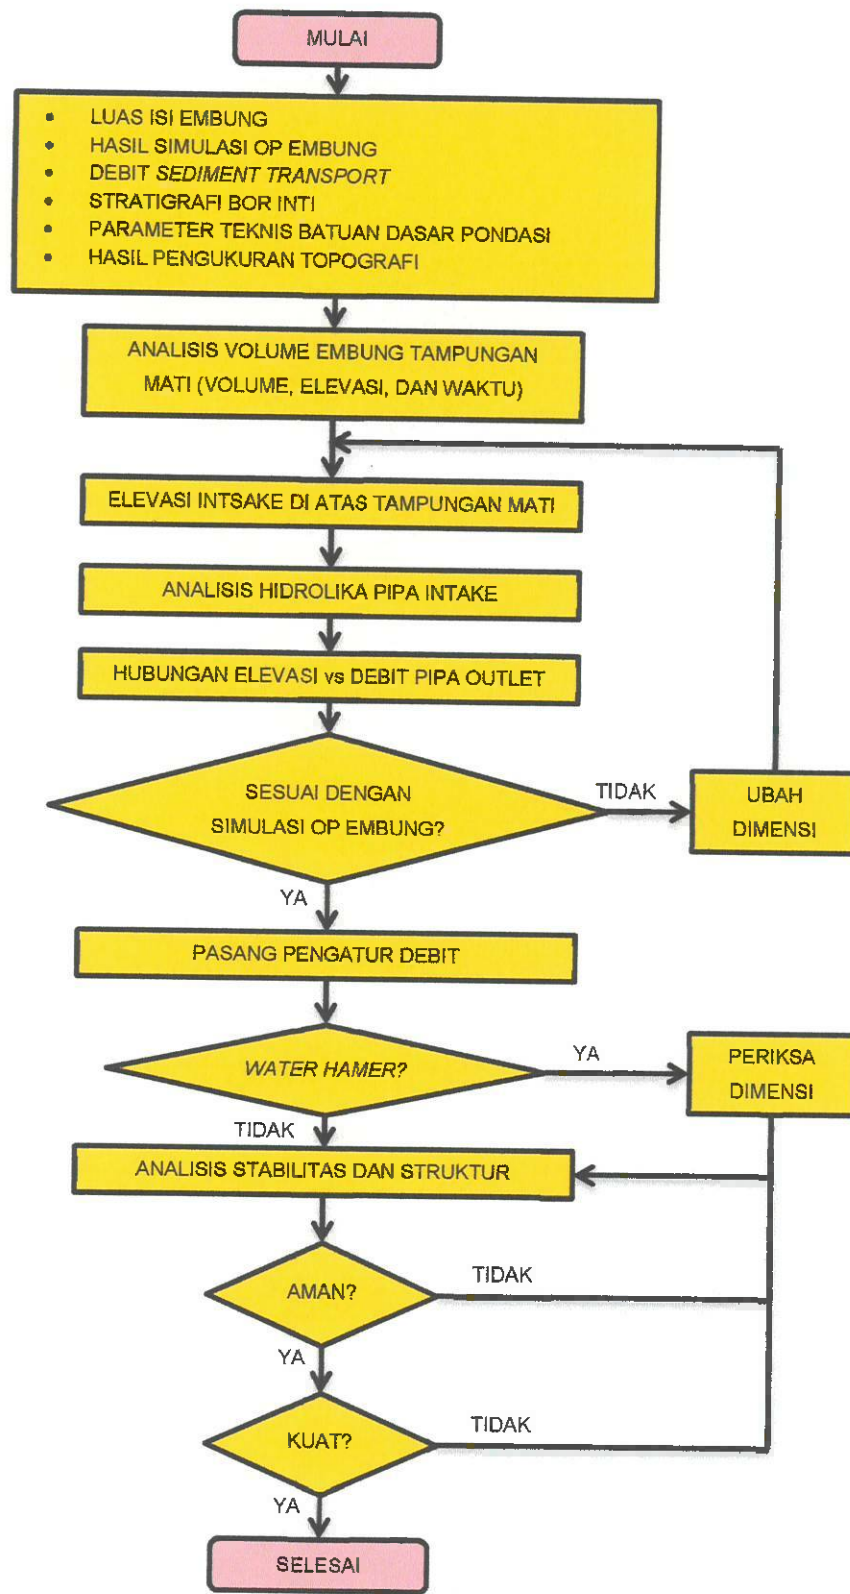 MULAI
• LUAS ISI EMBUNG
• HASIL SIMULASI OP EMBUNG
• DEBIT SEDIMENT TRANSPORT
• STRATIGRAFI BOR INTI
• PARAMETER TEKNIS BATUAN DASAR PONDASI
• HASIL PENGUKURAN TOPOGRAFI
ANALISIS VOLUME EMBUNG TAMPUNGAN
MATI (VOLUME, ELEVASI, DAN WAKTU)
ELEVASI INTSAKE DI ATAS TAMPUNGAN MATI
ANALISIS HIDROLIKA PIPA INTAKE
HUBUNGAN ELEVASI vs DEBIT PIPA OUTLET
SESUAI DENGAN
SIMULASI OP EMBUNG?
TIDAK
UBAH
DIMENSI
YA
PASANG PENGATUR DEBIT
WATER HAMER?
YA
PERIKSA
DIMENSI
TIDAK
ANALISIS STABILITAS DAN STRUKTUR
AMAN?
TIDAK
YA
KUAT?
TIDAK
YA
SELESAI